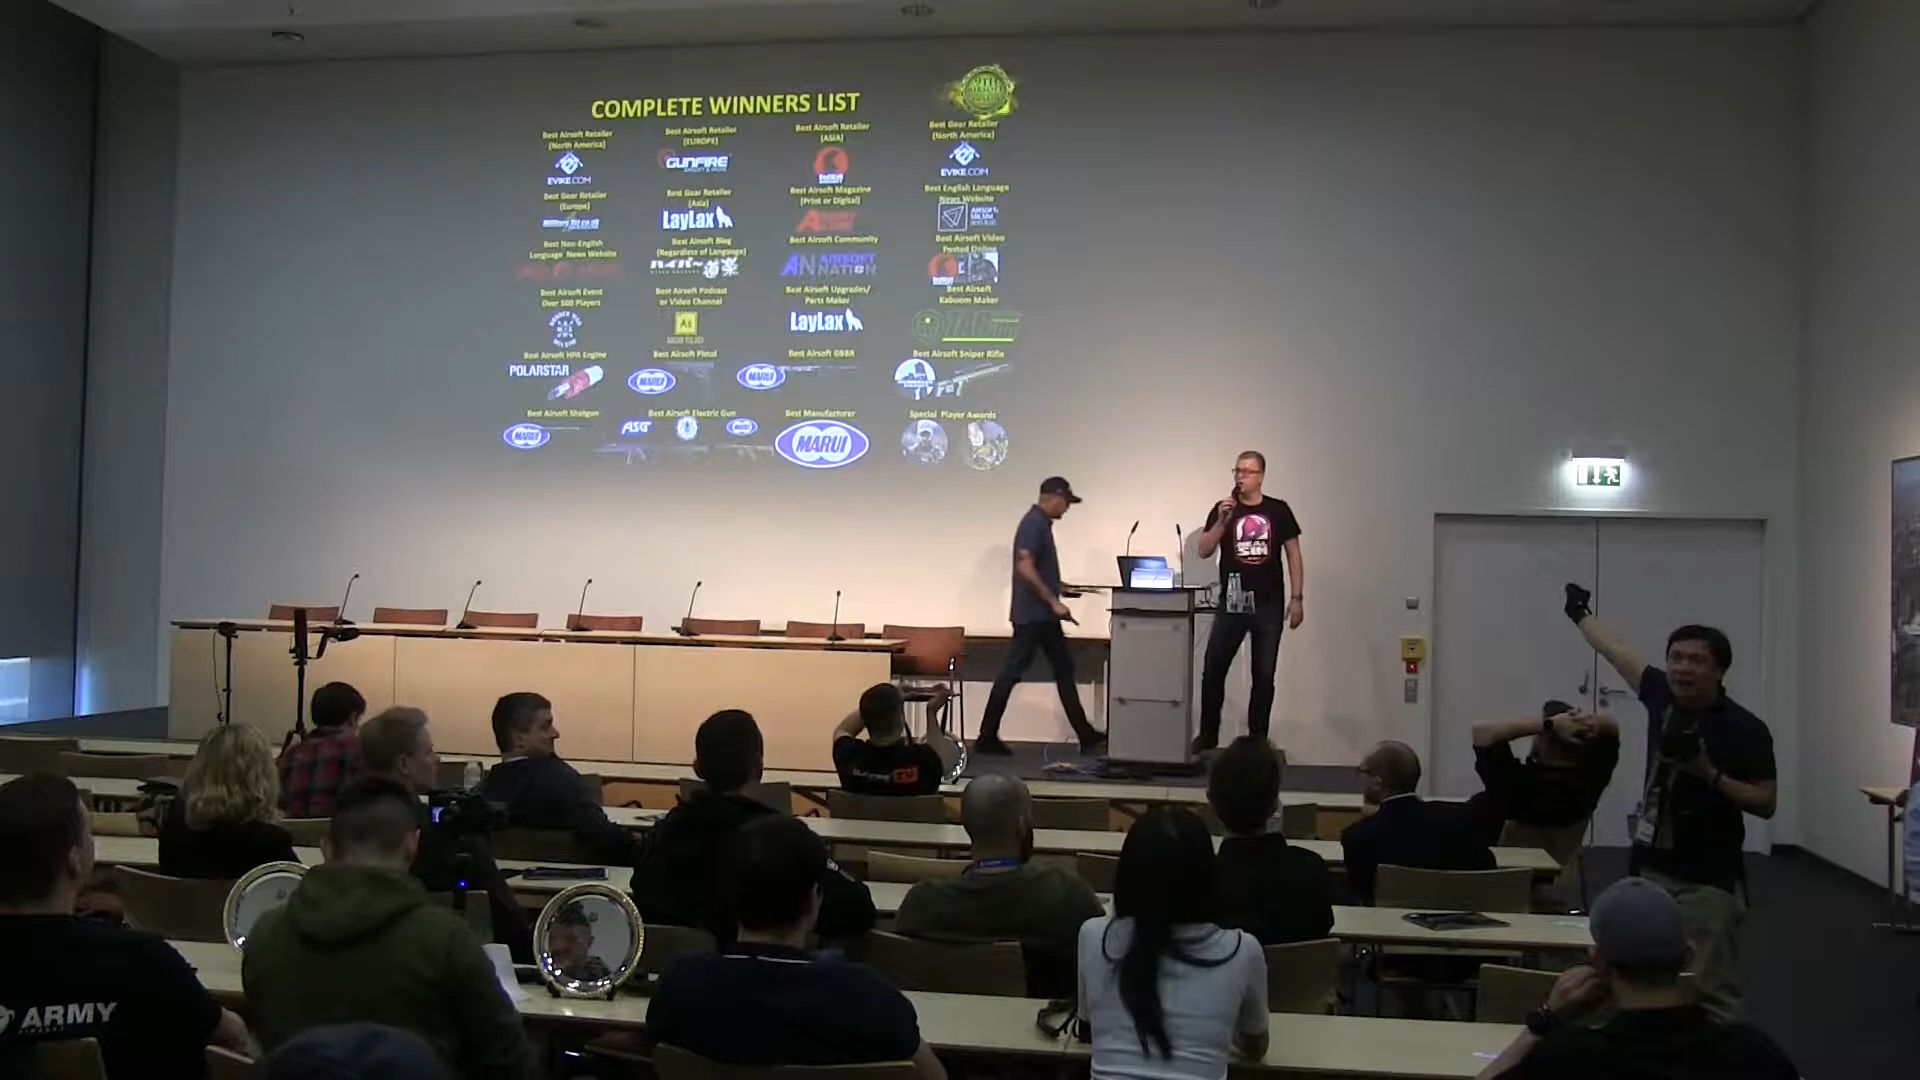 COMPLETE WINNERS LIST
Best Airsoft Retailer
(North America)
EVIKE.COM
Best Airsoft Retailer
(EUROPE)
GUNFIRE
Best Airsoft Retailer
(ASIA)
Best Gear Retailer
(North America)
EVIKE.COM
Best Gear Retailer
(Europe)
Best Gear Retailer
(Asia)
LayLax
Best Airsoft Magazine
(Print or Digital)
Best English Language
News Website
AIRSOFT
Best Non-English
Language News Website
Best Airsoft Blog
(Regardless of Language)
Best Airsoft Community
AN AIRSOFT
NATION
Best Airsoft Video
Posted Online
Best Airsoft Event
Over 500 Players
Best Airsoft Podcast
or Video Channel
As
Best Airsoft Upgrades/
Parts Maker
LayLax
Best Airsoft
Kaboom Maker
TAG
Best Airsoft HPA Engine
POLARSTAR
Best Airsoft Pistol
MARUI
Best Airsoft GBBR
MARUI
Best Airsoft Sniper Rifle
Best Airsoft Shotgun
MARUI
Best Airsoft Electric Gun
ASG
MARUI
Best Manufacturer
MARUI
Special Player Awards
GUNFIRE TV
ARMY